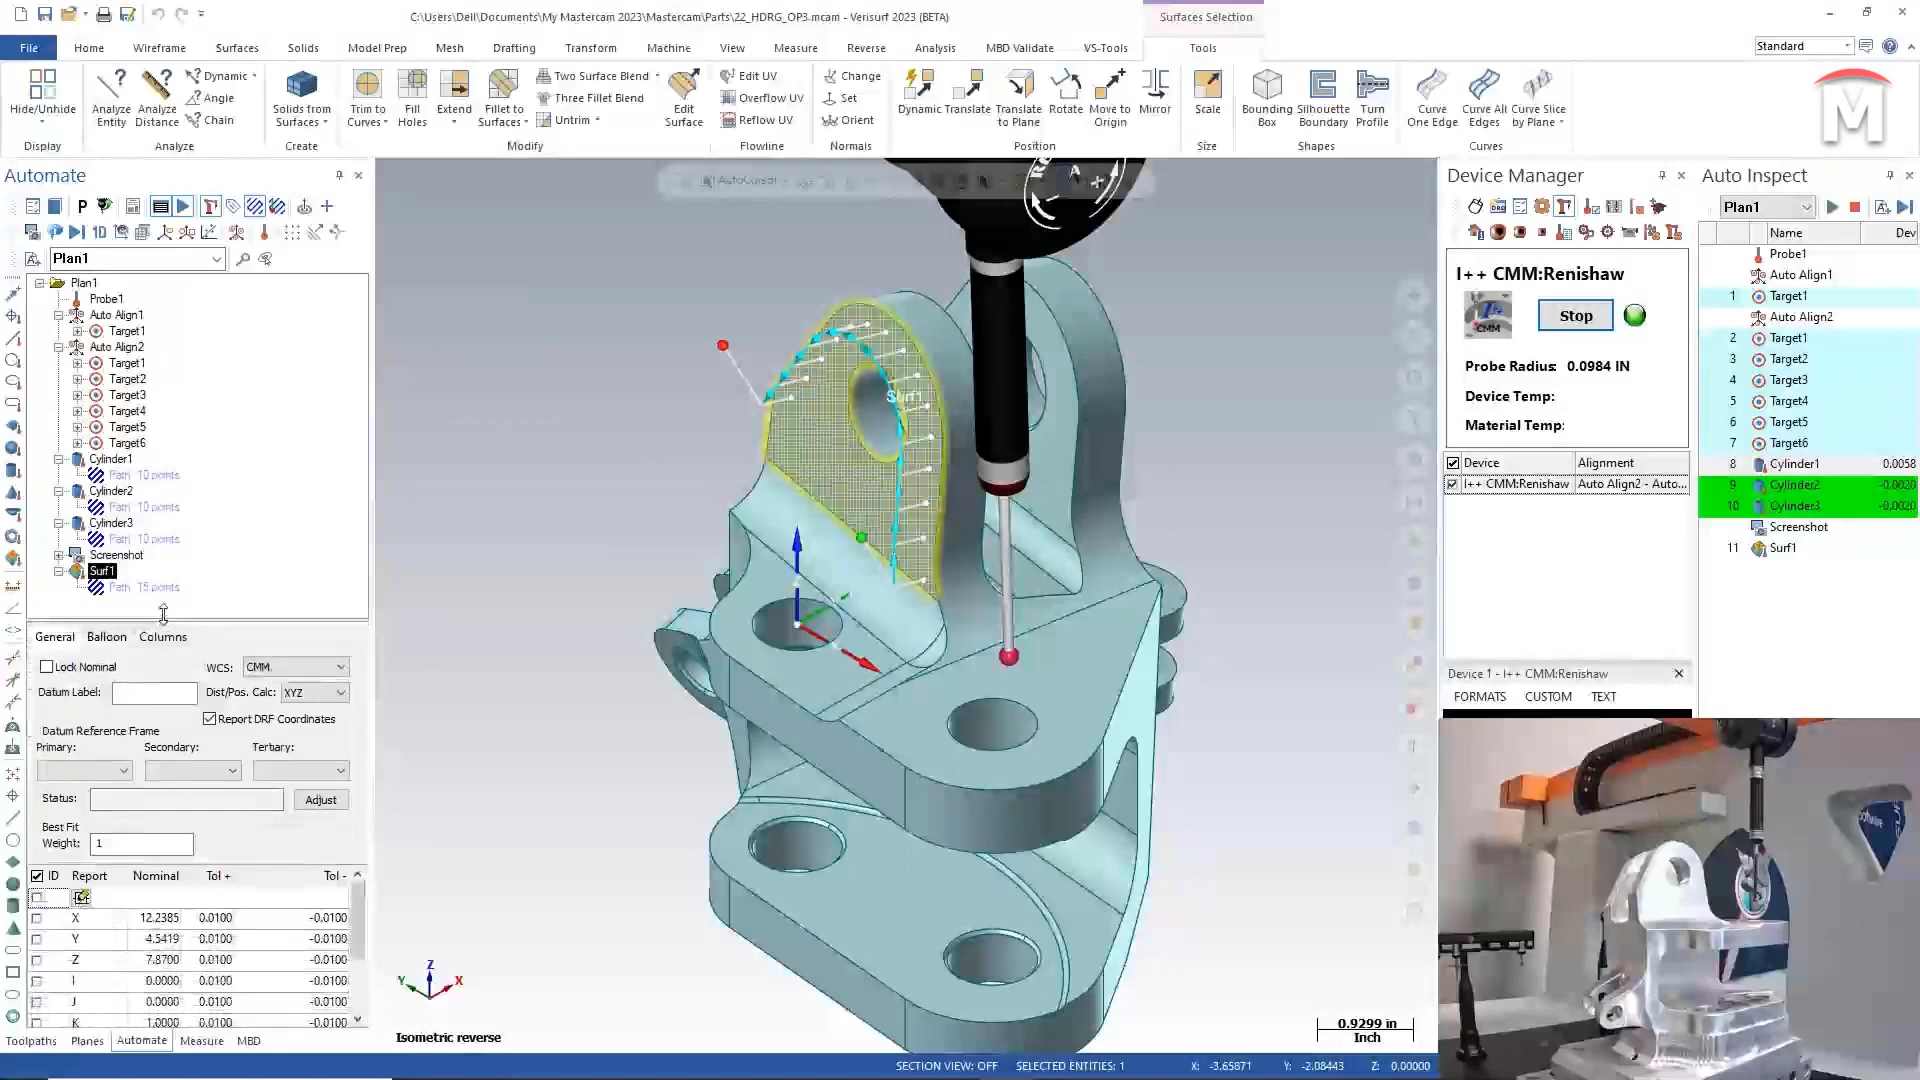 C:\Users\Dell\Documents\My Mastercam 2023\Mastercam\Parts\22_HDRG_OP3.mcam - Verisurf 2023 (BETA)
Surfaces Selection
File Home Wireframe Surfaces Solids Model Prep Mesh Drafting Transform Machine View Measure Reverse Analysis MBD Validate VS-Tools Tools
Standard
Hide/Unhide
Analyze Entity
Analyze Distance
Dynamic
Angle
Chain
Solids from Surfaces
Trim to Curves
Fill Holes
Extend
Fillet to Surfaces
Two Surface Blend
Three Fillet Blend
Untrim
Edit Surface
Edit UV
Overflow UV
Reflow UV
Change
Set
Orient
Dynamic
Translate
Translate to Plane
Rotate
Move to Origin
Mirror
Scale
Bounding Box
Silhouette Boundary
Turn Profile
Curve One Edge
Curve All Edges
Curve Slice by Plane
Display Analyze Create Modify Flowline Normals Position Size Shapes Curves
M
Automate
P
1D
Plan1
Plan1
Probe1
Auto Align1
Target1
Auto Align2
Target1
Target2
Target3
Target4
Target5
Target6
Cylinder1
Path 10 points
Cylinder2
Path 10 points
Cylinder3
Path 10 points
Screenshot
Surf1
Path 15 points
General Balloon Columns
Lock Nominal WCS: CMM
Datum Label: Dist/Pos. Calc: XYZ
Report DRF Coordinates
Datum Reference Frame
Primary: Secondary: Tertiary:
Status: Adjust
Best Fit
Weight: 1
ID Report Nominal Tol + Tol -
X 12.2385 0.0100 -0.0100
Y 4.5419 0.0100 -0.0100
Z 7.8700 0.0100 -0.0100
I 0.0000 0.0100 -0.0100
J 0.0000 0.0100 -0.0100
K 1.0000 0.0100 -0.0100
Toolpaths Planes Automate Measure MBD
AutoCursor
A
Surf1
Z
Y X
Isometric reverse
0.9299 in
Inch
SECTION VIEW: OFF SELECTED ENTITIES: 1 X: -3.65871 Y: -2.08443 Z: 0.00000
Device Manager
I++ CMM:Renishaw
CMM
Stop
Probe Radius: 0.0984 IN
Device Temp:
Material Temp:
Device Alignment
I++ CMM:Renishaw Auto Align2 - Auto...
Device 1 - I++ CMM:Renishaw
FORMATS CUSTOM TEXT
Auto Inspect
Plan1
Name Dev
Probe1
Auto Align1
1 Target1
Auto Align2
2 Target1
3 Target2
4 Target3
5 Target4
6 Target5
7 Target6
8 Cylinder1 0.0058
9 Cylinder2 -0.0020
10 Cylinder3 -0.0020
Screenshot
11 Surf1